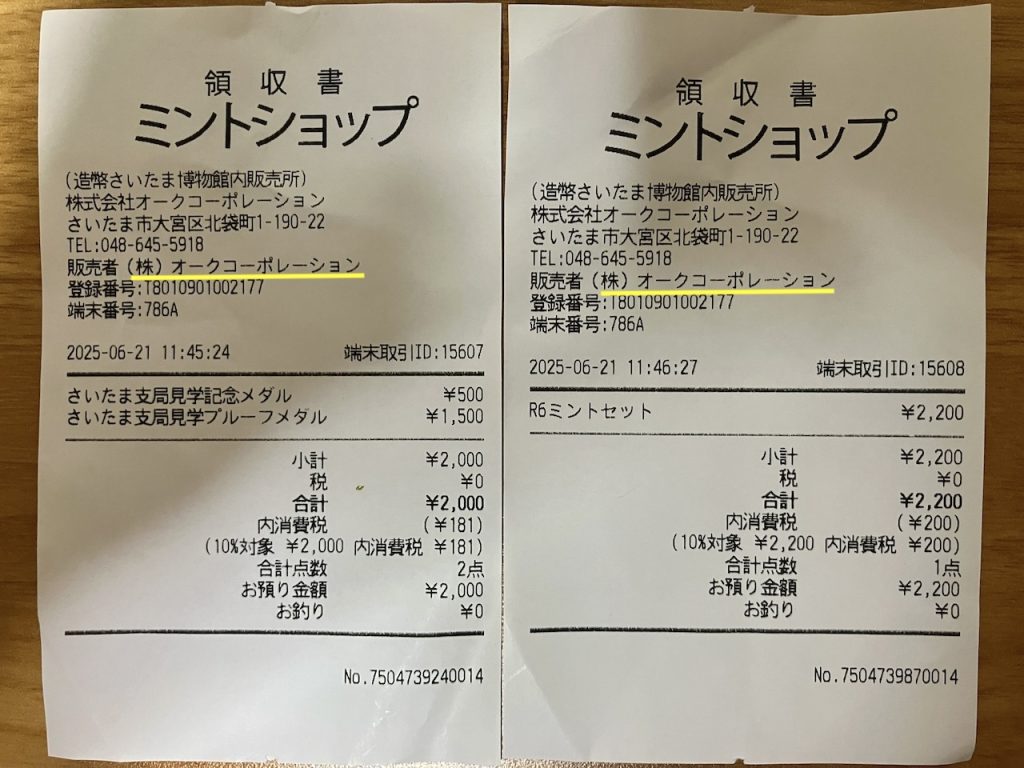 領収書
ミントショップ
(造幣さいたま博物館内販売所)
株式会社オークコーポレーション
さいたま市大宮区北袋町1-190-22
TEL:048-645-5918
販売者(株)オークコーポレーション
登録番号:T8010901002177
端末番号:786A
2025-06-21 11:45:24 端末取引ID:15607
さいたま支局見学記念メダル ¥500
さいたま支局見学プルーフメダル ¥1,500
小計 ¥2,000
税 ¥0
合計 ¥2,000
内消費税 (¥181)
(10%対象 ¥2,000 内消費税 ¥181)
合計点数 2点
お預り金額 ¥2,000
お釣り ¥0
No.7504739240014
領収書
ミントショップ
(造幣さいたま博物館内販売所)
株式会社オークコーポレーション
さいたま市大宮区北袋町1-190-22
TEL:048-645-5918
販売者(株)オークコーポレーション
登録番号:T8010901002177
端末番号:786A
2025-06-21 11:46:27 端末取引ID:15608
R6ミントセット ¥2,200
小計 ¥2,200
税 ¥0
合計 ¥2,200
内消費税 (¥200)
(10%対象 ¥2,200 内消費税 ¥200)
合計点数 1点
お預り金額 ¥2,200
お釣り ¥0
No.7504739870014